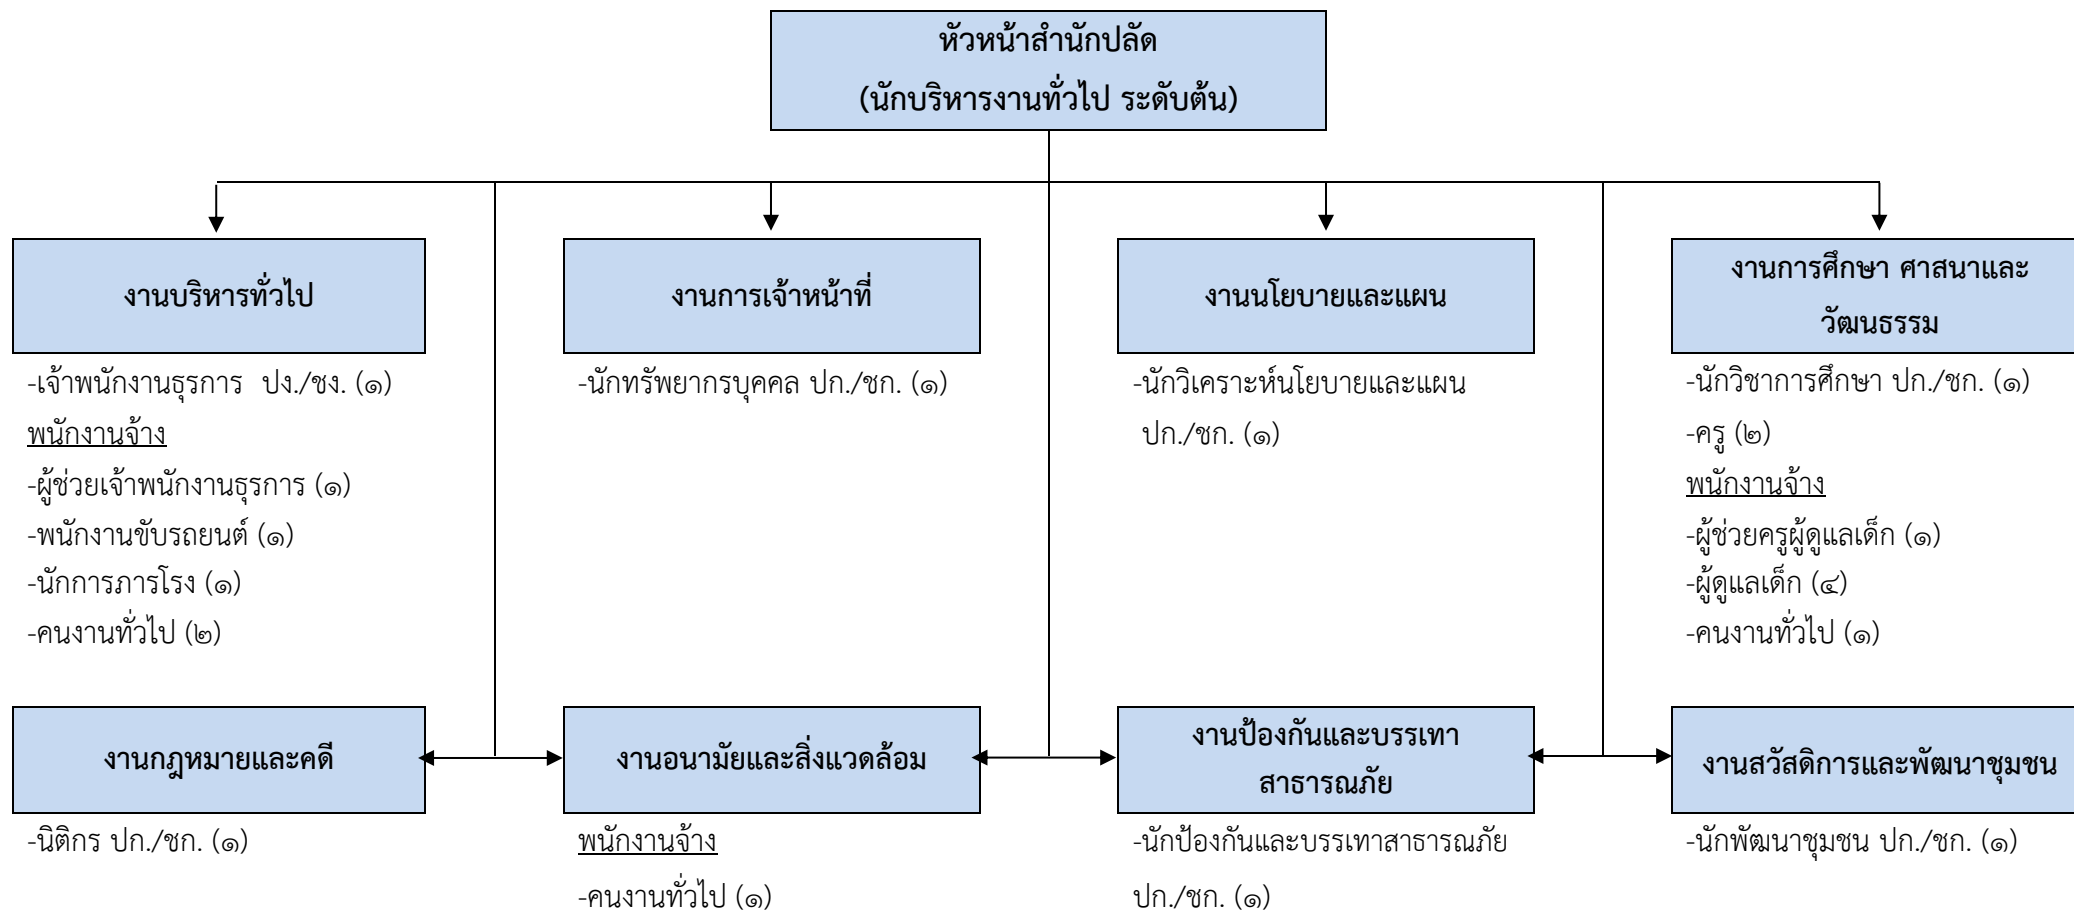 หัวหน้าสำนักปลัด
(นักบริหารงานทั่วไป ระดับต้น)
งานบริหารทั่วไป
-เจ้าพนักงานธุรการ ปง./ชง. (๑)
พนักงานจ้าง
-ผู้ช่วยเจ้าพนักงานธุรการ (๑)
-พนักงานขับรถยนต์ (๑)
-นักการภารโรง (๑)
-คนงานทั่วไป (๒)
งานการเจ้าหน้าที่
-นักทรัพยากรบุคคล ปก./ชก. (๑)
งานนโยบายและแผน
-นักวิเคราะห์นโยบายและแผน
ปก./ชก. (๑)
งานการศึกษา ศาสนาและ
วัฒนธรรม
-นักวิชาการศึกษา ปก./ชก. (๑)
-ครู (๒)
พนักงานจ้าง
-ผู้ช่วยครูผู้ดูแลเด็ก (๑)
-ผู้ดูแลเด็ก (๔)
-คนงานทั่วไป (๑)
งานกฎหมายและคดี
-นิติกร ปก./ชก. (๑)
งานอนามัยและสิ่งแวดล้อม
พนักงานจ้าง
-คนงานทั่วไป (๑)
งานป้องกันและบรรเทา
สาธารณภัย
-นักป้องกันและบรรเทาสาธารณภัย
ปก./ชก. (๑)
งานสวัสดิการและพัฒนาชุมชน
-นักพัฒนาชุมชน ปก./ชก. (๑)